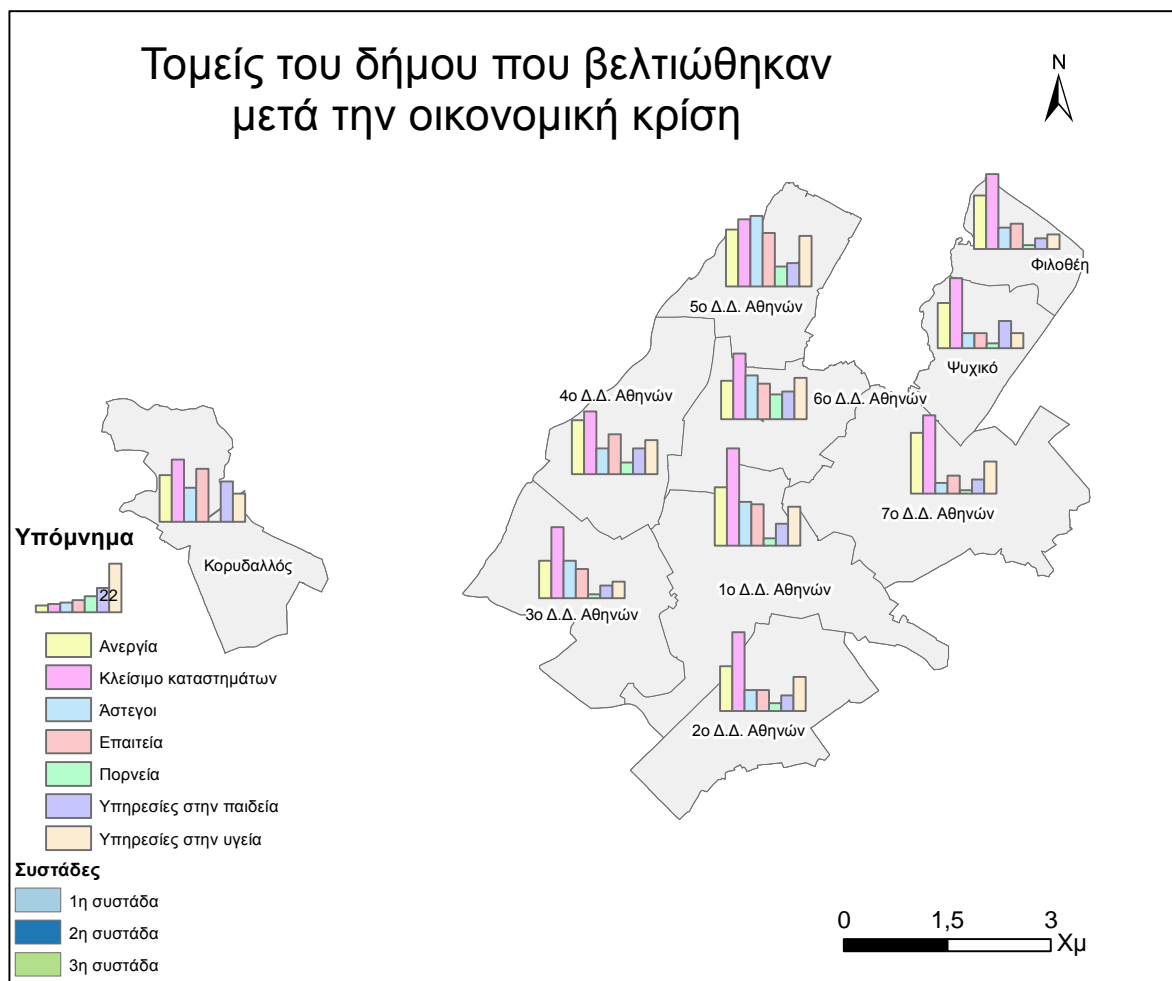 Τομείς του δήμου που βελτιώθηκαν
μετά την οικονομική κρίση
N
Φιλοθέη
5ο Δ.Δ. Αθηνών
Ψυχικό
4ο Δ.Δ. Αθηνών
6ο Δ.Δ. Αθηνών
7ο Δ.Δ. Αθηνών
Κορυδαλλός
1ο Δ.Δ. Αθηνών
3ο Δ.Δ. Αθηνών
2ο Δ.Δ. Αθηνών
Υπόμνημα
22
Ανεργία
Κλείσιμο καταστημάτων
Άστεγοι
Επαιτεία
Πορνεία
Υπηρεσίες στην παιδεία
Υπηρεσίες στην υγεία
Συστάδες
1η συστάδα
2η συστάδα
3η συστάδα
0 1,5 3
Χμ